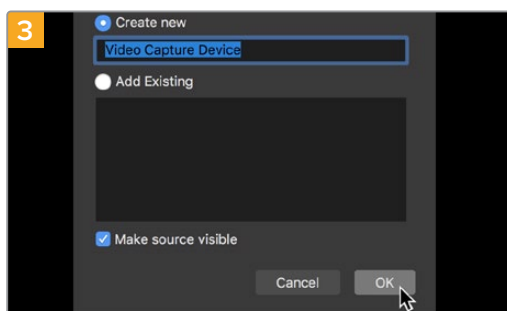 3
Create new
Video Capture Device
Add Existing
Make source visible
Cancel OK